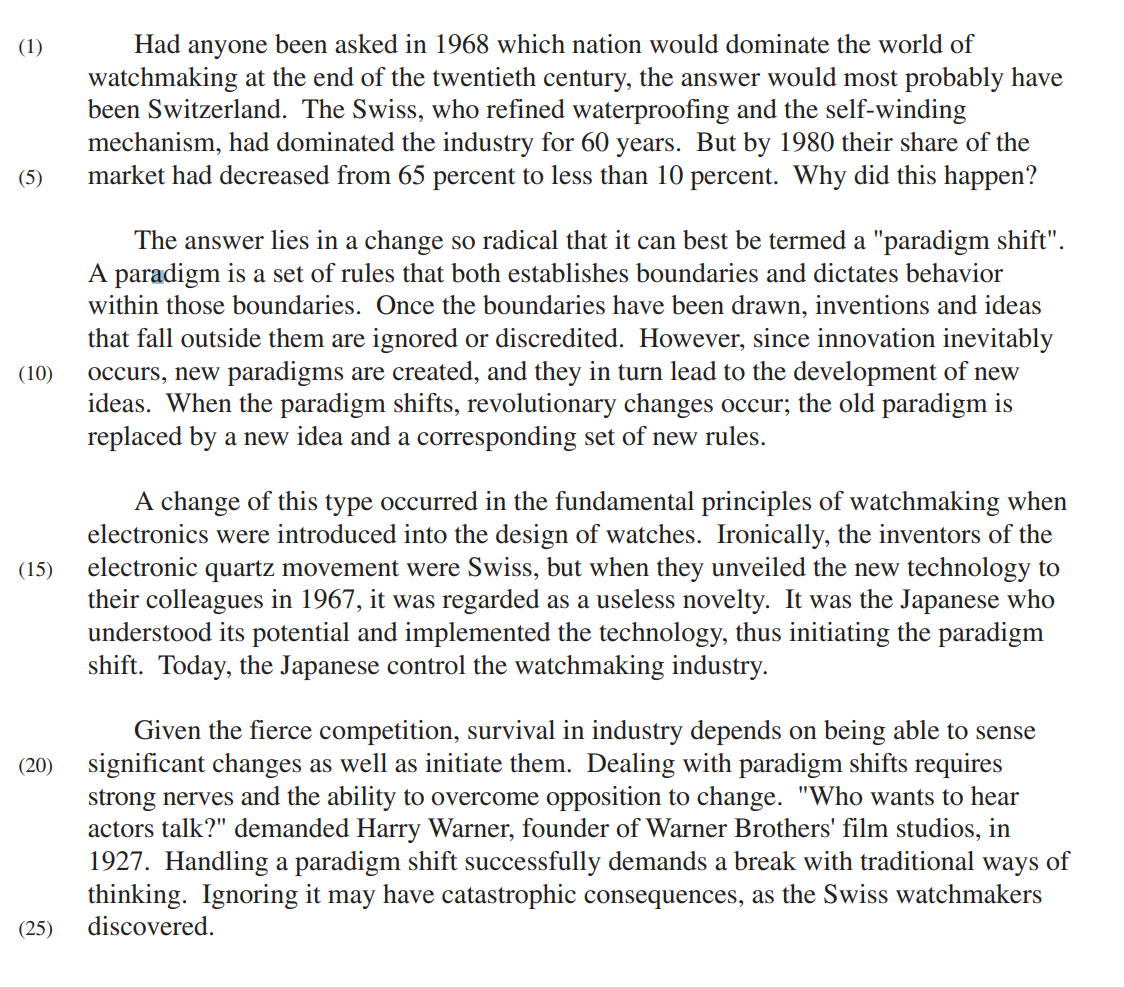 (1) Had anyone been asked in 1968 which nation would dominate the world of
watchmaking at the end of the twentieth century, the answer would most probably have
been Switzerland. The Swiss, who refined waterproofing and the self-winding
mechanism, had dominated the industry for 60 years. But by 1980 their share of the
(5) market had decreased from 65 percent to less than 10 percent. Why did this happen?
The answer lies in a change so radical that it can best be termed a "paradigm shift".
A paradigm is a set of rules that both establishes boundaries and dictates behavior
within those boundaries. Once the boundaries have been drawn, inventions and ideas
that fall outside them are ignored or discredited. However, since innovation inevitably
(10) occurs, new paradigms are created, and they in turn lead to the development of new
ideas. When the paradigm shifts, revolutionary changes occur; the old paradigm is
replaced by a new idea and a corresponding set of new rules.
A change of this type occurred in the fundamental principles of watchmaking when
electronics were introduced into the design of watches. Ironically, the inventors of the
(15) electronic quartz movement were Swiss, but when they unveiled the new technology to
their colleagues in 1967, it was regarded as a useless novelty. It was the Japanese who
understood its potential and implemented the technology, thus initiating the paradigm
shift. Today, the Japanese control the watchmaking industry.
Given the fierce competition, survival in industry depends on being able to sense
(20) significant changes as well as initiate them. Dealing with paradigm shifts requires
strong nerves and the ability to overcome opposition to change. "Who wants to hear
actors talk?" demanded Harry Warner, founder of Warner Brothers' film studios, in
1927. Handling a paradigm shift successfully demands a break with traditional ways of
thinking. Ignoring it may have catastrophic consequences, as the Swiss watchmakers
(25) discovered.